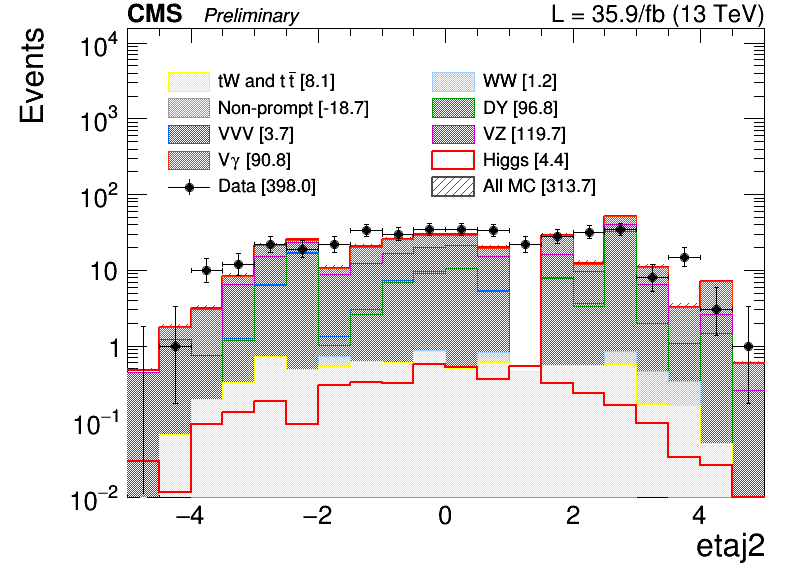 CMS Preliminary L = 35.9/fb (13 TeV)
Events
10⁴
10³
10²
10
1
10⁻¹
10⁻²
tW and tt̄ [8.1] WW [1.2]
Non-prompt [-18.7] DY [96.8]
VVV [3.7] VZ [119.7]
Vγ [90.8] Higgs [4.4]
Data [398.0] All MC [313.7]
−4 −2 0 2 4
etaj2